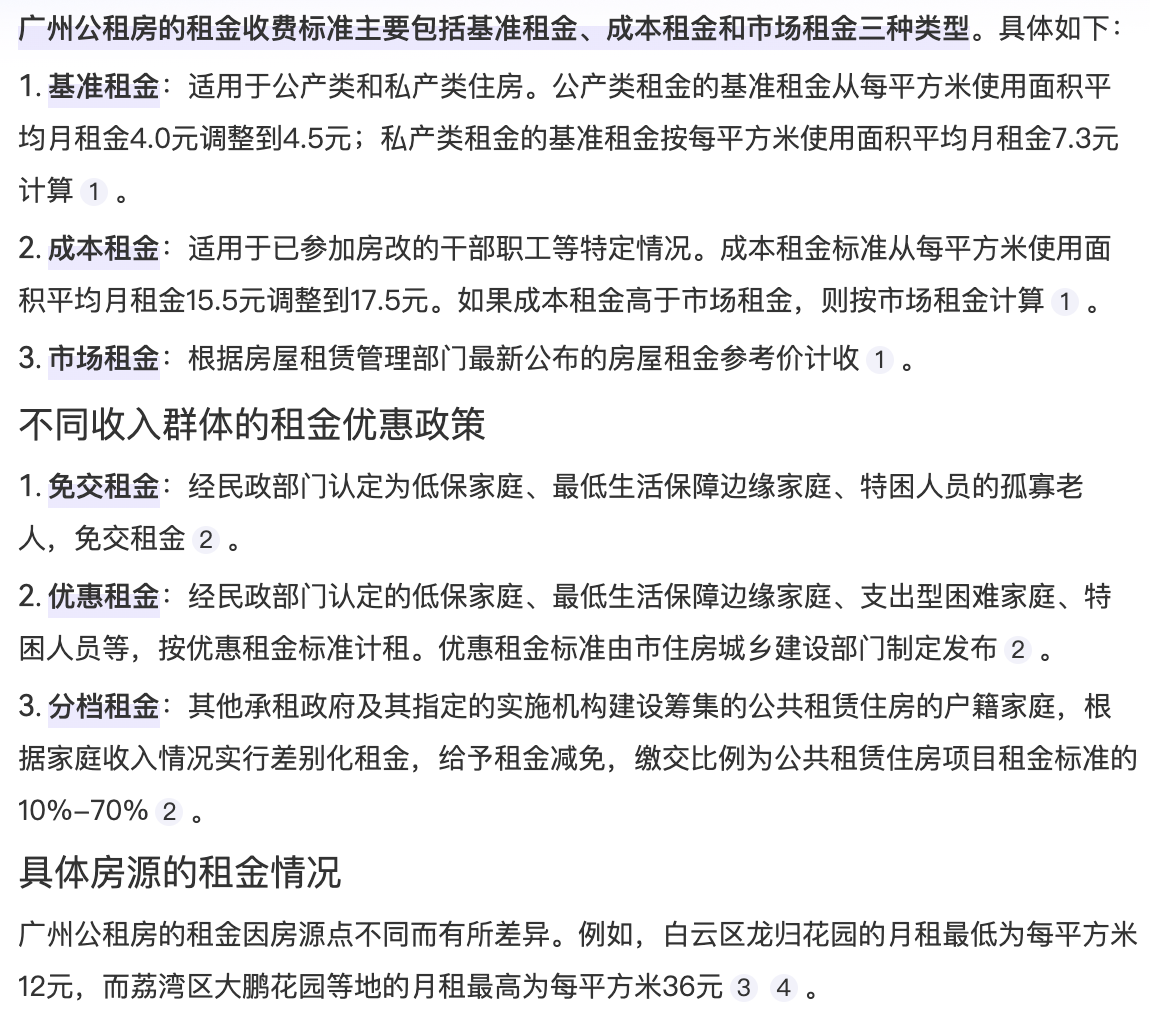 广州公租房的租金收费标准主要包括基准租金、成本租金和市场租金三种类型。具体如下：
1. 基准租金：适用于公产类和私产类住房。公产类租金的基准租金从每平方米使用面积平
均月租金4.0元调整到4.5元；私产类租金的基准租金按每平方米使用面积平均月租金7.3元
计算 1 。
2. 成本租金：适用于已参加房改的干部职工等特定情况。成本租金标准从每平方米使用面
积平均月租金15.5元调整到17.5元。如果成本租金高于市场租金，则按市场租金计算 1 。
3. 市场租金：根据房屋租赁管理部门最新公布的房屋租金参考价计收 1 。
不同收入群体的租金优惠政策
1. 免交租金：经民政部门认定为低保家庭、最低生活保障边缘家庭、特困人员的孤寡老
人，免交租金 2 。
2. 优惠租金：经民政部门认定的低保家庭、最低生活保障边缘家庭、支出型困难家庭、特
困人员等，按优惠租金标准计租。优惠租金标准由市住房城乡建设部门制定发布 2 。
3. 分档租金：其他承租政府及其指定的实施机构建设筹集的公共租赁住房的户籍家庭，根
据家庭收入情况实行差别化租金，给予租金减免，缴交比例为公共租赁住房项目租金标准的
10%–70% 2 。
具体房源的租金情况
广州公租房的租金因房源点不同而有所差异。例如，白云区龙归花园的月租最低为每平方米
12元，而荔湾区大鹏花园等地的月租最高为每平方米36元 3 4 。